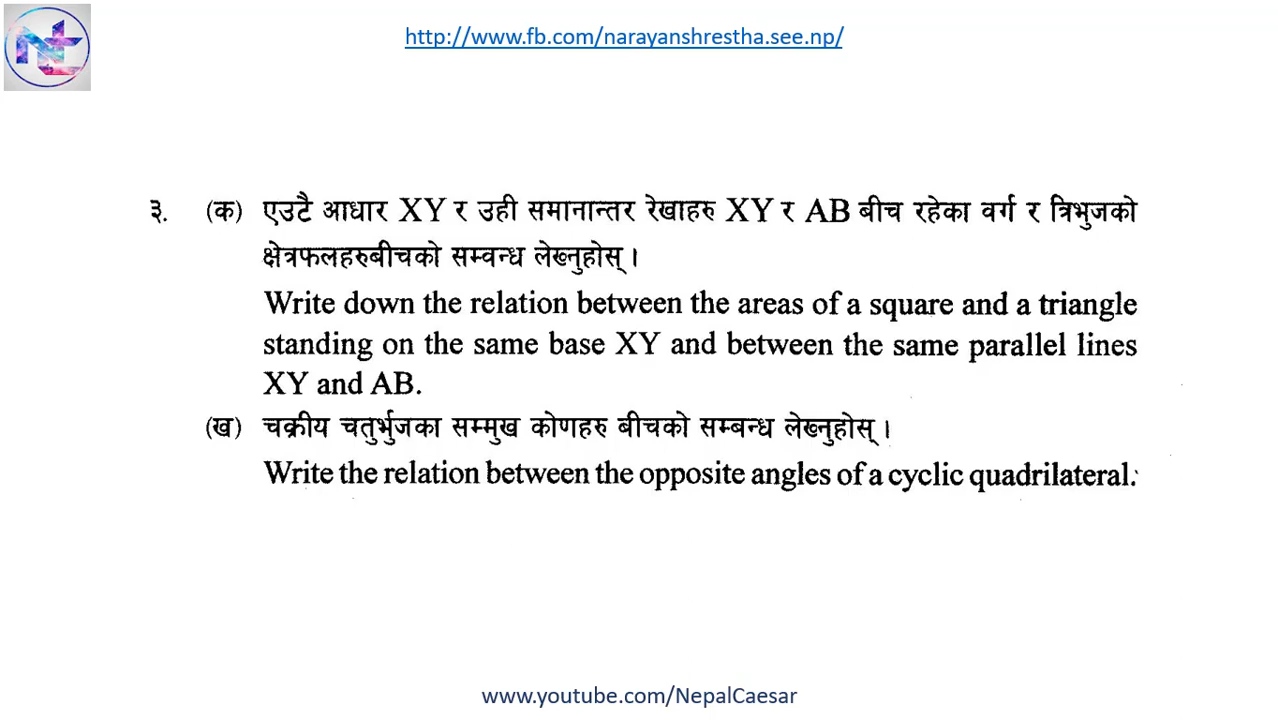 http://www.fb.com/narayanshrestha.see.np/
३. (क) एउटै आधार XY र उही समानान्तर रेखाहरु XY र AB बीच रहेका वर्ग र त्रिभुजको
क्षेत्रफलहरुबीचको सम्वन्ध लेख्नुहोस् ।
Write down the relation between the areas of a square and a triangle
standing on the same base XY and between the same parallel lines
XY and AB.
(ख) चक्रीय चतुर्भुजका सम्मुख कोणहरु बीचको सम्बन्ध लेख्नुहोस् ।
Write the relation between the opposite angles of a cyclic quadrilateral.
www.youtube.com/NepalCaesar